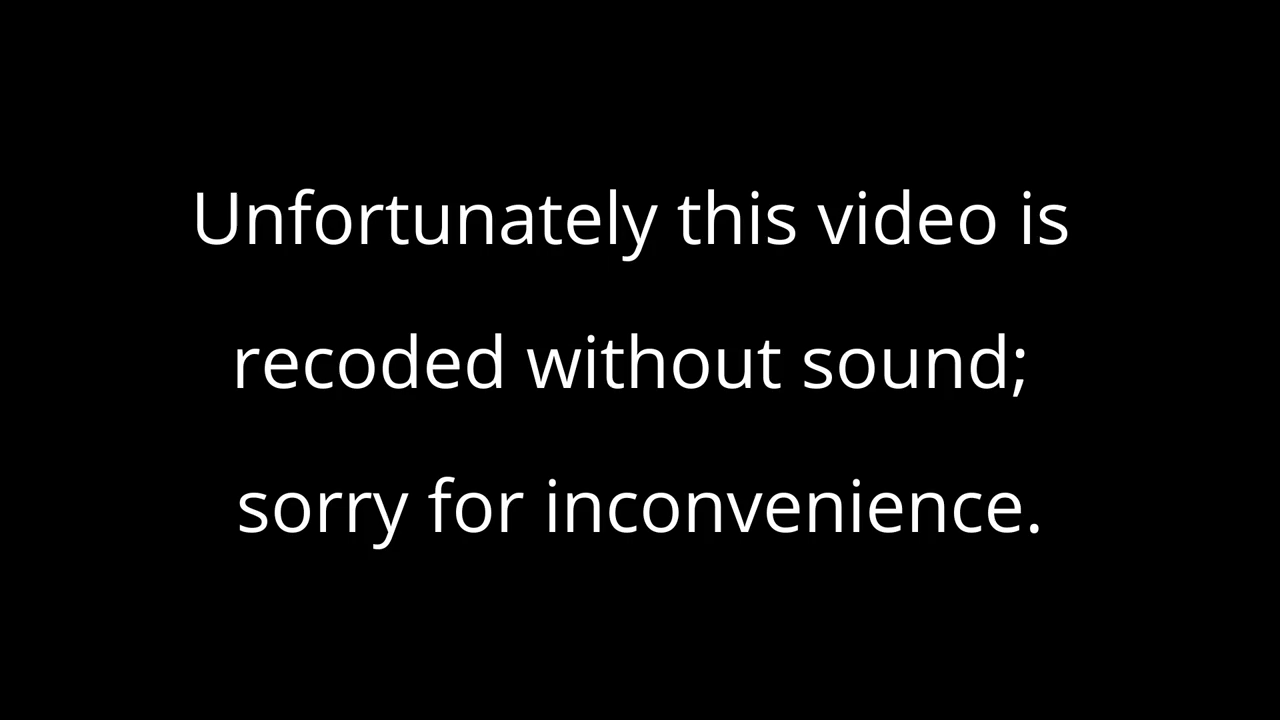 Unfortunately this video is
recoded without sound;
sorry for inconvenience.